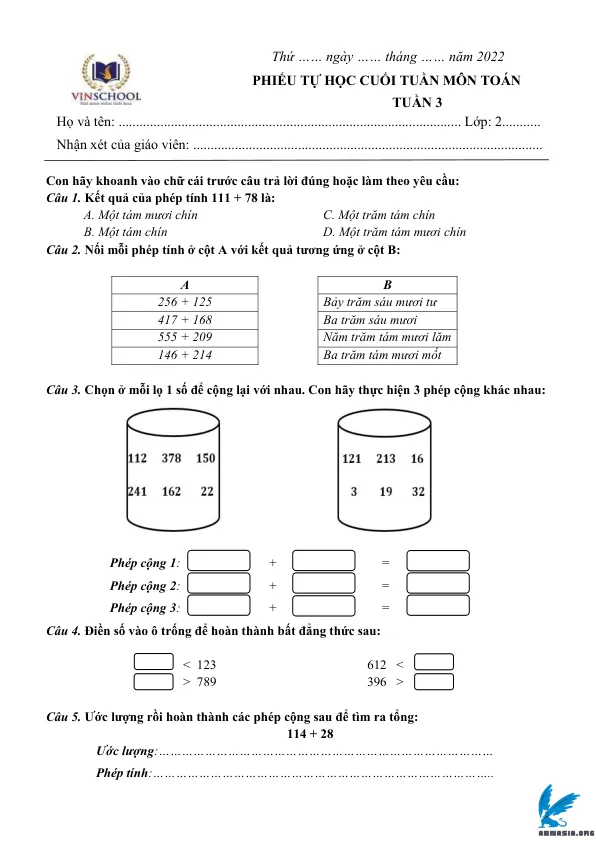 Thứ …… ngày …… tháng …… năm 2022
VINSCHOOL
PHIẾU TỰ HỌC CUỐI TUẦN MÔN TOÁN
TUẦN 3
Họ và tên: ................................................................................................ Lớp: 2...........
Nhận xét của giáo viên: ....................................................................................................
Con hãy khoanh vào chữ cái trước câu trả lời đúng hoặc làm theo yêu cầu:
Câu 1. Kết quả của phép tính 111 + 78 là:
A. Một tám mươi chín C. Một trăm tám chín
B. Một tám chín D. Một trăm tám mươi chín
Câu 2. Nối mỗi phép tính ở cột A với kết quả tương ứng ở cột B:
A B
256 + 125 Bảy trăm sáu mươi tư
417 + 168 Ba trăm sáu mươi
555 + 209 Năm trăm tám mươi lăm
146 + 214 Ba trăm tám mươi mốt
Câu 3. Chọn ở mỗi lọ 1 số để cộng lại với nhau. Con hãy thực hiện 3 phép cộng khác nhau:
112 378 150 121 213 16
241 162 22 3 19 32
Phép cộng 1: + =
Phép cộng 2: + =
Phép cộng 3: + =
Câu 4. Điền số vào ô trống để hoàn thành bất đẳng thức sau:
< 123 612 <
> 789 396 >
Câu 5. Ước lượng rồi hoàn thành các phép cộng sau để tìm ra tổng:
114 + 28
Ước lượng:……………………………………………………………
Phép tính:……………………………………………………………..
ABNASIA.ORG